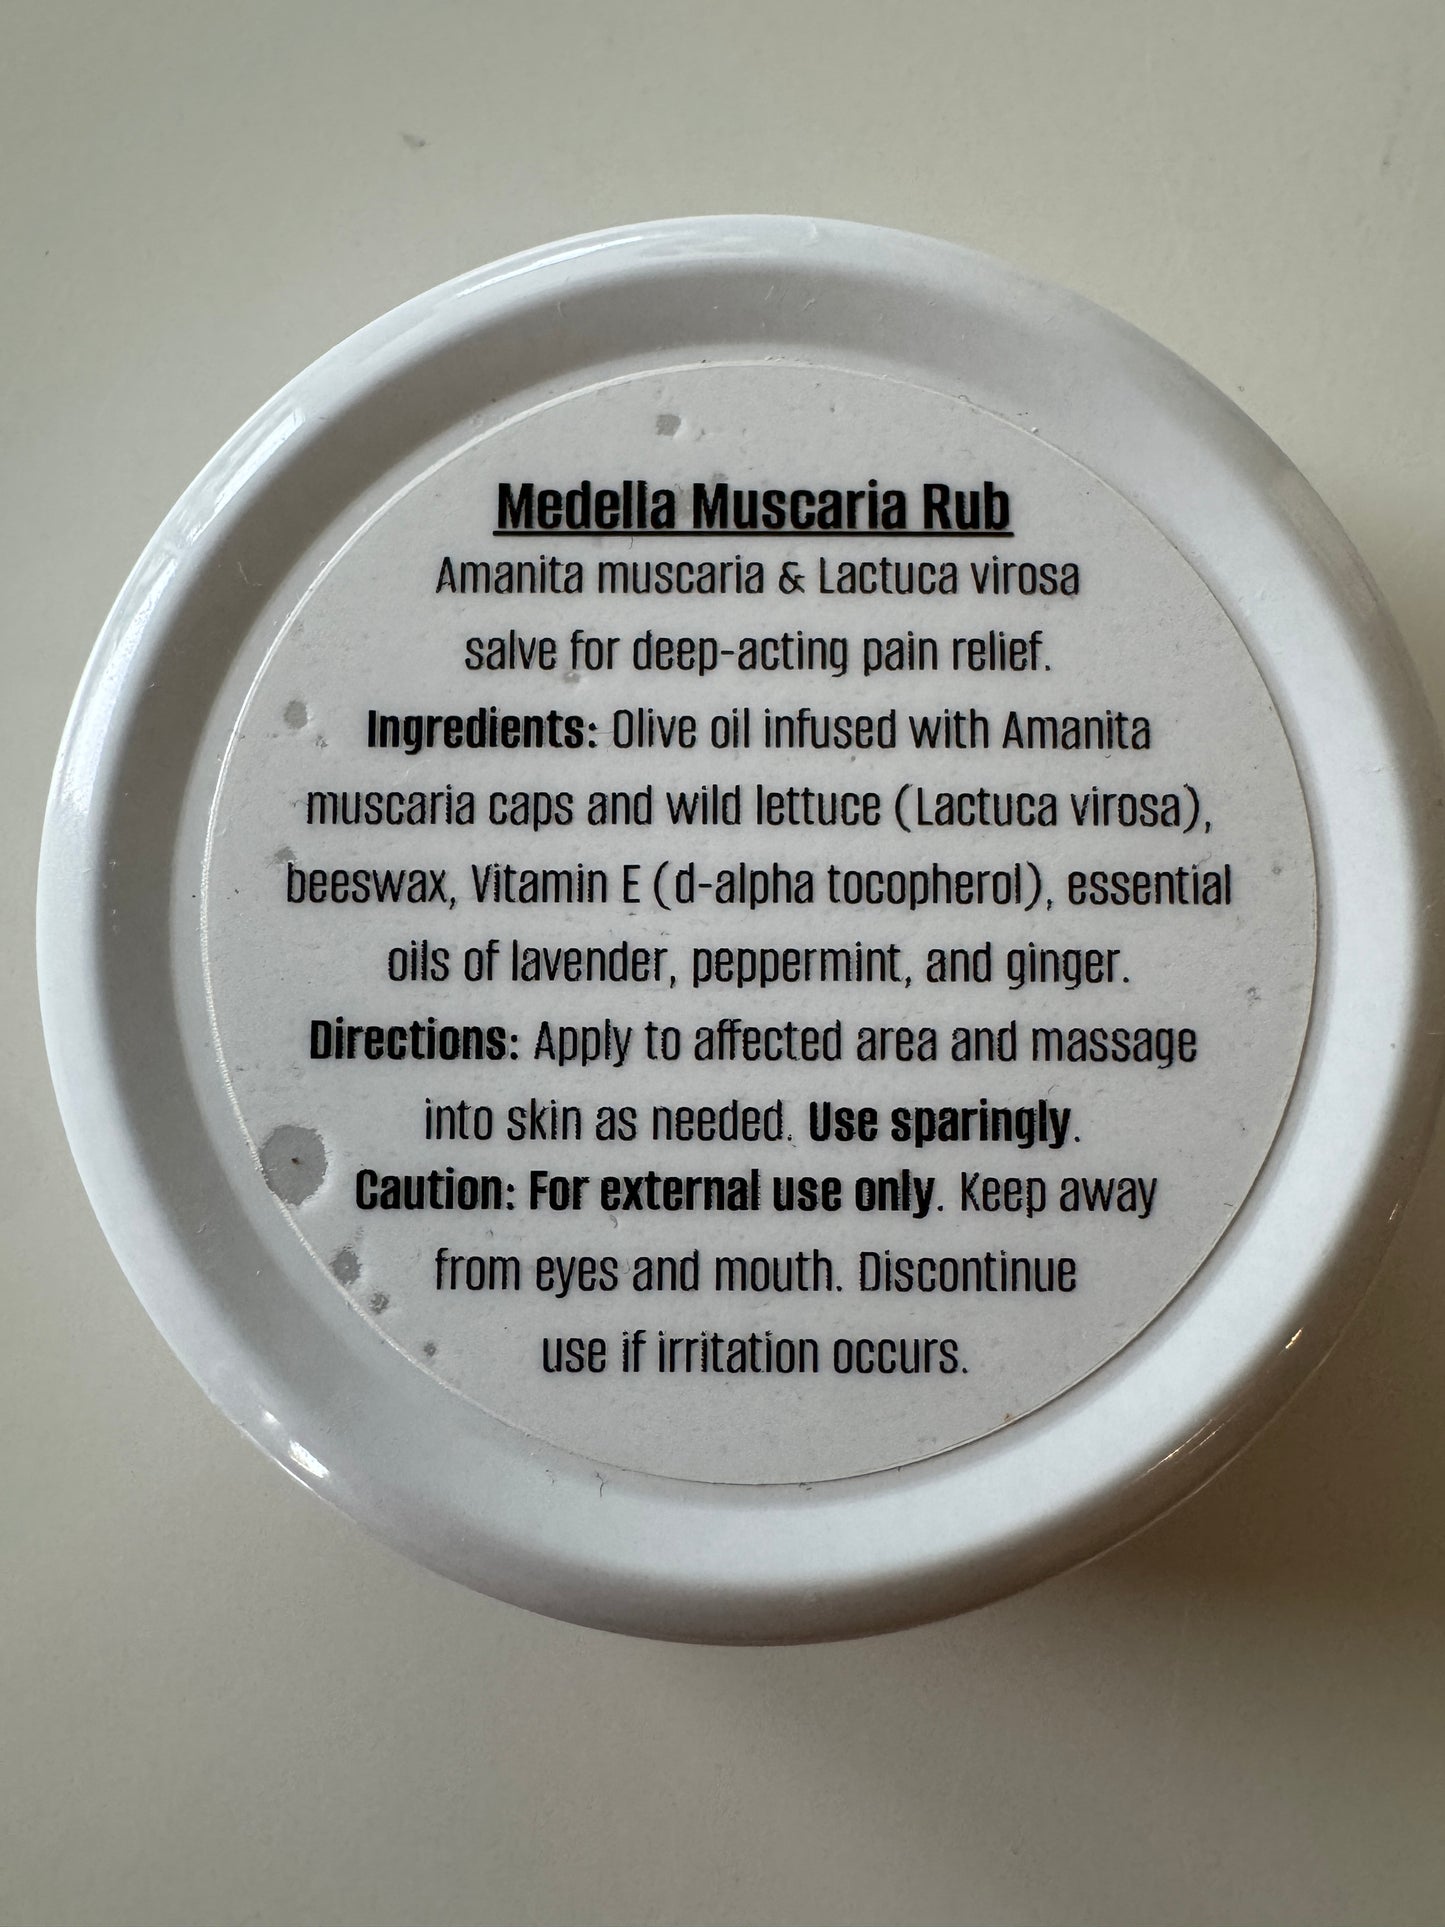 Medella Muscaria Rub
Amanita muscaria & Lactuca virosa
salve for deep-acting pain relief.
Ingredients: Olive oil infused with Amanita
muscaria caps and wild lettuce (Lactuca virosa),
beeswax, Vitamin E (d-alpha tocopherol), essential
oils of lavender, peppermint, and ginger.
Directions: Apply to affected area and massage
into skin as needed. Use sparingly.
Caution: For external use only. Keep away
from eyes and mouth. Discontinue
use if irritation occurs.